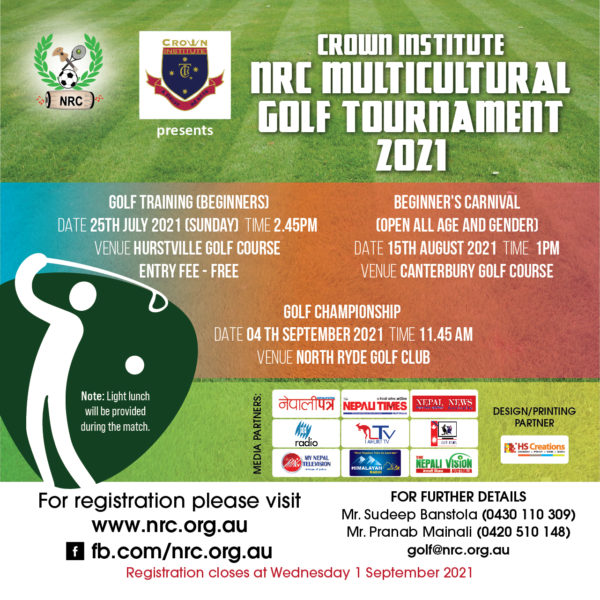 NRC
CROWN
INSTITUTE
presents
CROWN INSTITUTE
NRC MULTICULTURAL
GOLF TOURNAMENT
2021
GOLF TRAINING (BEGINNERS)
DATE 25TH JULY 2021 (SUNDAY) TIME 2.45PM
VENUE HURSTVILLE GOLF COURSE
ENTRY FEE - FREE
BEGINNER'S CARNIVAL
(OPEN ALL AGE AND GENDER)
DATE 15TH AUGUST 2021 TIME 1PM
VENUE CANTERBURY GOLF COURSE
GOLF CHAMPIONSHIP
DATE 04 TH SEPTEMBER 2021 TIME 11.45 AM
VENUE NORTH RYDE GOLF CLUB
Note: Light lunch
will be provided
during the match.
MEDIA PARTNERS:
नेपालीपत्र
NEPALI TIMES
NEPAL NEWS
SBS
radio
TV
MY NEPAL
TELEVISION
HIMALAYAN
The
NEPALI VISION
DESIGN/PRINTING
PARTNER
HS Creations
For registration please visit
www.nrc.org.au
fb.com/nrc.org.au
FOR FURTHER DETAILS
Mr. Sudeep Banstola (0430 110 309)
Mr. Pranab Mainali (0420 510 148)
golf@nrc.org.au
Registration closes at Wednesday 1 September 2021